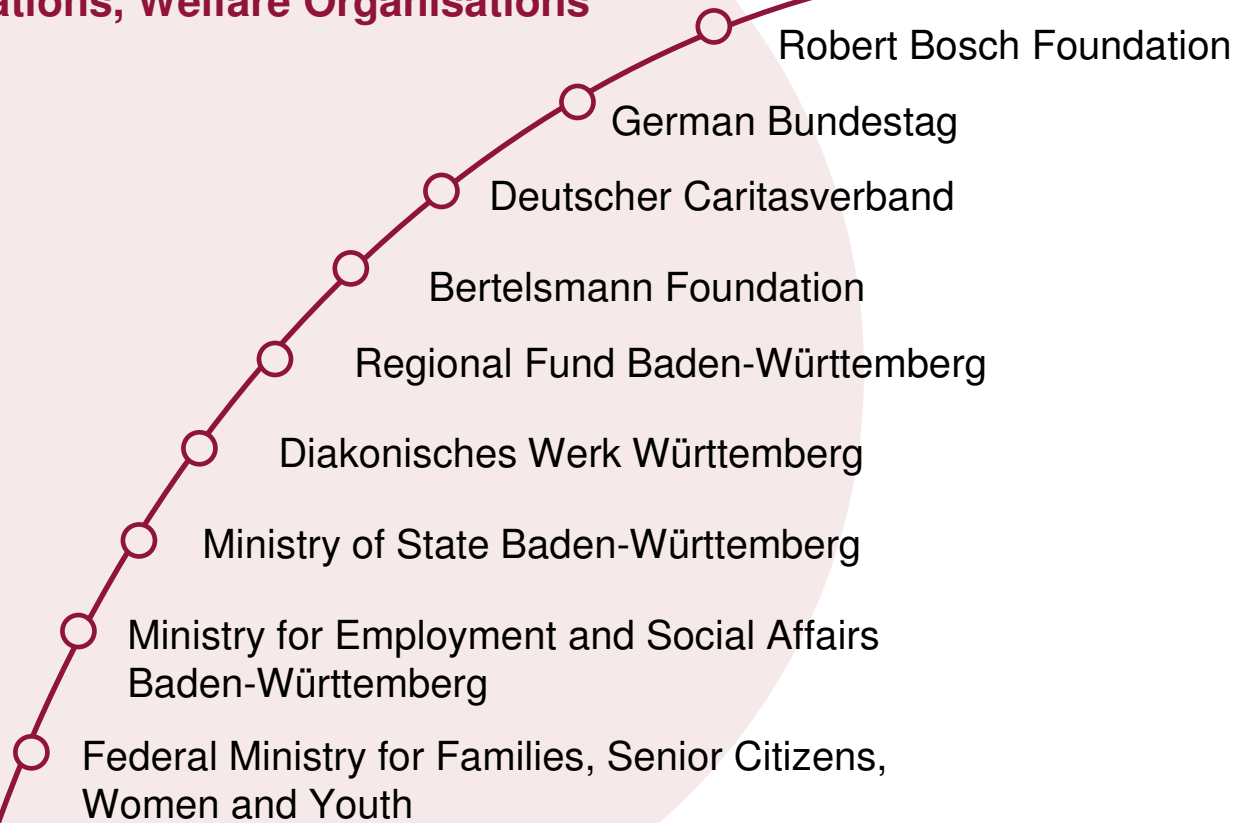 Welfare Organisations
Robert Bosch Foundation
German Bundestag
Deutscher Caritasverband
Bertelsmann Foundation
Regional Fund Baden-Württemberg
Diakonisches Werk Württemberg
Ministry of State Baden-Württemberg
Ministry for Employment and Social Affairs
Baden-Württemberg
Federal Ministry for Families, Senior Citizens,
Women and Youth